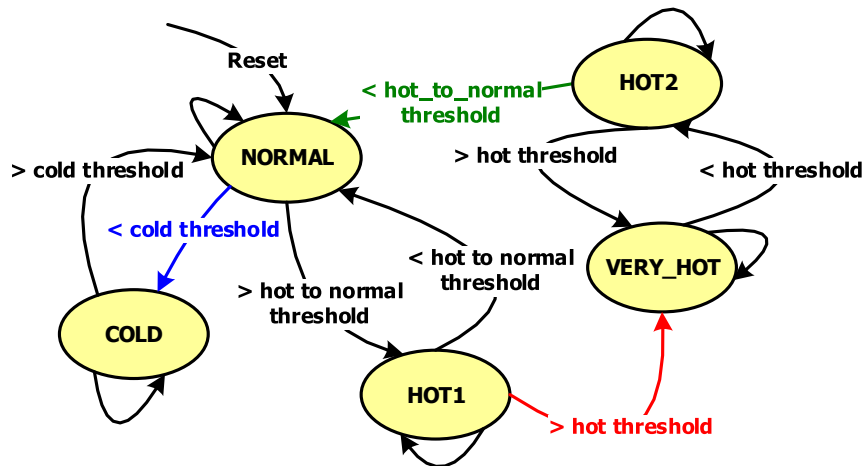 Reset
HOT2
< hot_to_normal
threshold
NORMAL
> hot threshold
< hot threshold
> cold threshold
< cold threshold
< hot to normal
threshold
VERY_HOT
> hot to normal
threshold
COLD
HOT1
> hot threshold